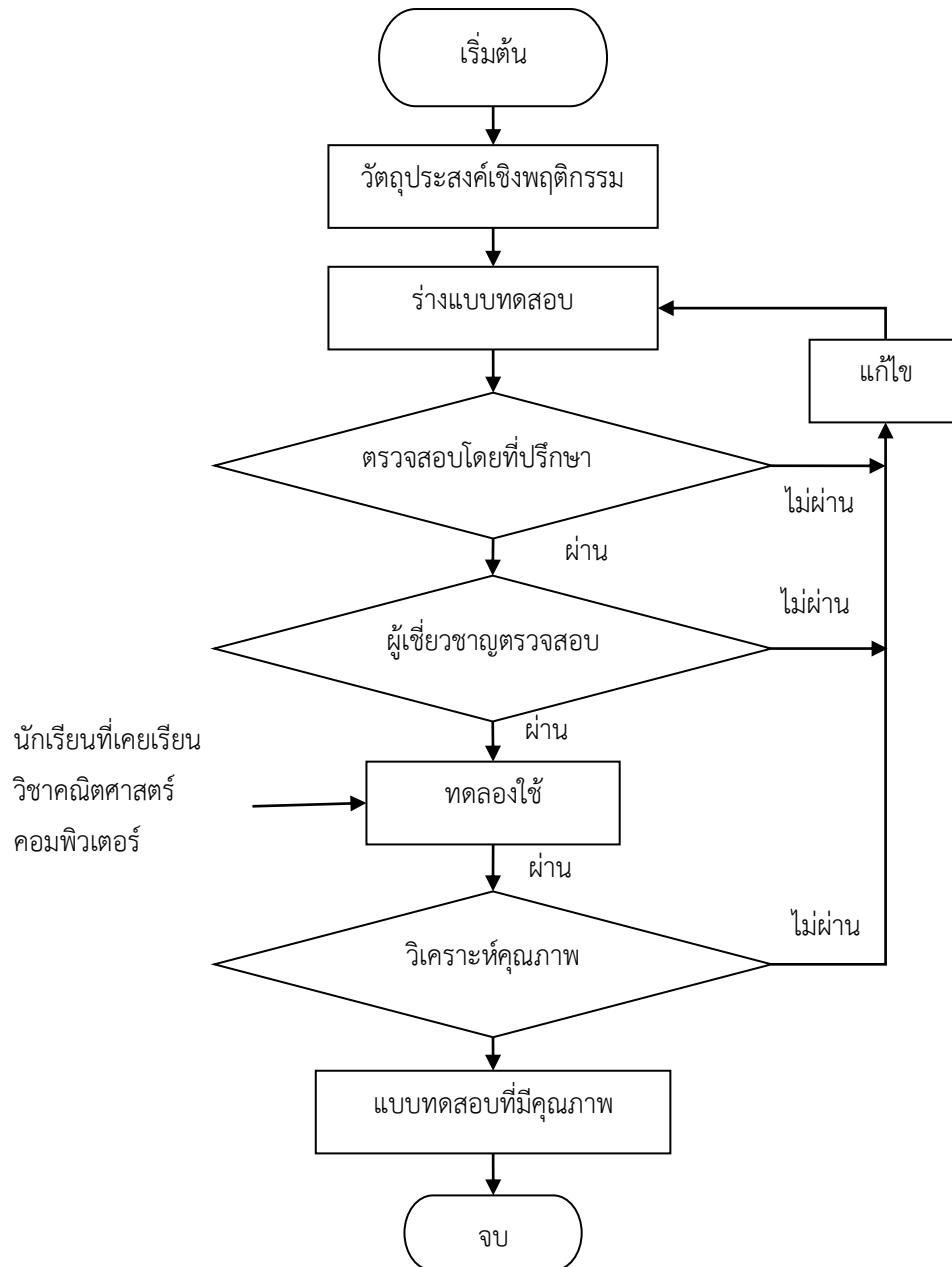 เริ่มต้น
วัตถุประสงค์เชิงพฤติกรรม
ร่างแบบทดสอบ
แก้ไข
ตรวจสอบโดยที่ปรึกษา
ไม่ผ่าน
ผ่าน
ไม่ผ่าน
ผู้เชี่ยวชาญตรวจสอบ
ผ่าน
นักเรียนที่เคยเรียน
วิชาคณิตศาสตร์
คอมพิวเตอร์
ทดลองใช้
ผ่าน
ไม่ผ่าน
วิเคราะห์คุณภาพ
แบบทดสอบที่มีคุณภาพ
จบ